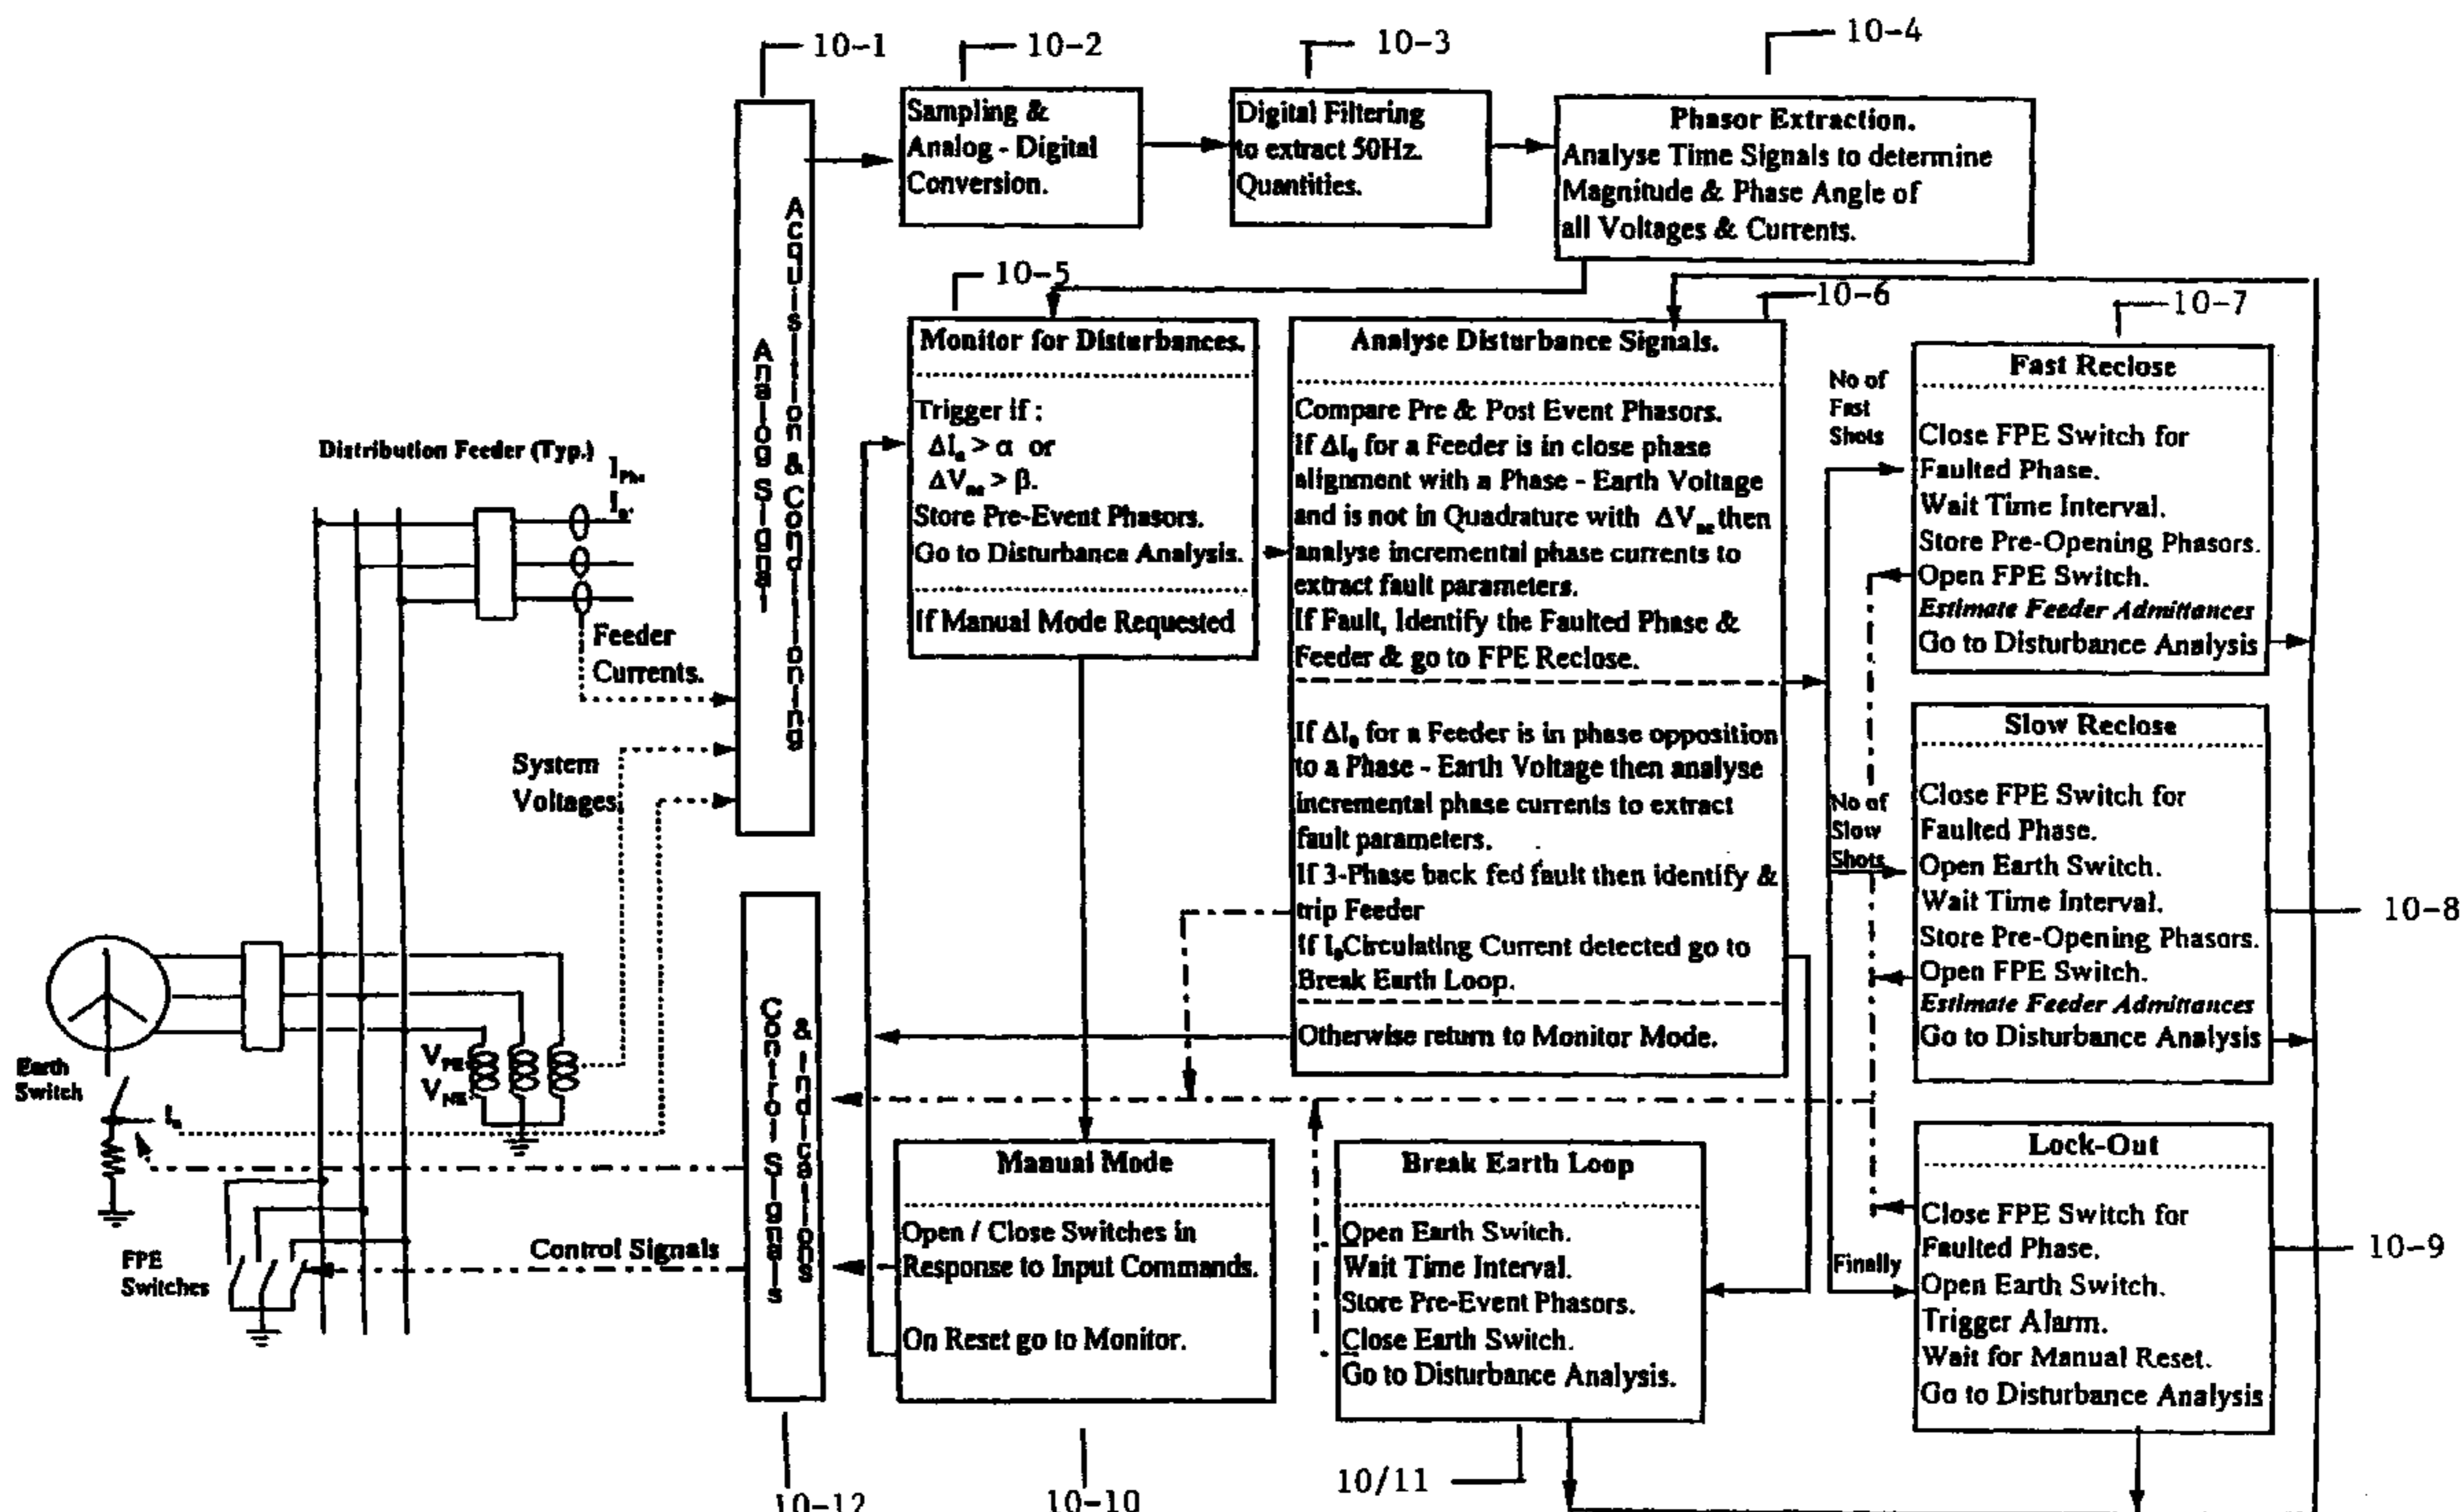 10-1
10-2
10-3
10-4
Sampling &
Analog - Digital
Conversion.
Digital Filtering
to extract 50Hz.
Quantities.
Phasor Extraction.
Analyse Time Signals to determine
Magnitude & Phase Angle of
all Voltages & Currents.
Analog Signal
Acquisition & Conditioning
10-5
10-6
10-7
Monitor for Disturbances.
Trigger if :
ΔIₙ > α or
ΔVₙₑ > β.
Store Pre-Event Phasors.
Go to Disturbance Analysis.
If Manual Mode Requested
Analyse Disturbance Signals.
Compare Pre & Post Event Phasors.
If ΔI₀ for a Feeder is in close phase
alignment with a Phase - Earth Voltage
and is not in Quadrature with ΔVₙₑ then
analyse incremental phase currents to
extract fault parameters.
If Fault, Identify the Faulted Phase &
Feeder & go to FPE Reclose.
If ΔI₀ for a Feeder is in phase opposition
to a Phase - Earth Voltage then analyse
incremental phase currents to extract
fault parameters.
If 3-Phase back fed fault then identify &
trip Feeder
If I₀ Circulating Current detected go to
Break Earth Loop.
Otherwise return to Monitor Mode.
No of
Fast
Shots
Fast Reclose
Close FPE Switch for
Faulted Phase.
Wait Time Interval.
Store Pre-Opening Phasors.
Open FPE Switch.
Estimate Feeder Admittances
Go to Disturbance Analysis
No of
Slow
Shots
Slow Reclose
Close FPE Switch for
Faulted Phase.
Open Earth Switch.
Wait Time Interval.
Store Pre-Opening Phasors.
Open FPE Switch.
Estimate Feeder Admittances
Go to Disturbance Analysis
10-8
Finally
Lock-Out
Close FPE Switch for
Faulted Phase.
Open Earth Switch.
Trigger Alarm.
Wait for Manual Reset.
Go to Disturbance Analysis
10-9
Distribution Feeder (Typ.)
I Ph.
I₀.
Feeder
Currents.
System
Voltages
V PE
V NE
Earth
Switch
Iₙ
FPE
Switches
Control Signals
Control Signals
& Indications
Manual Mode
Open / Close Switches in
Response to Input Commands.
On Reset go to Monitor.
Break Earth Loop
Open Earth Switch.
Wait Time Interval.
Store Pre-Event Phasors.
Close Earth Switch.
Go to Disturbance Analysis.
10-12
10-10
10/11